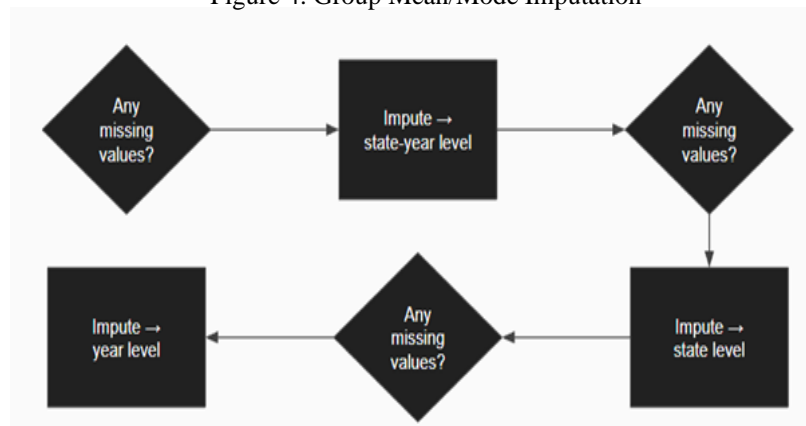 Figure 4. Group Mean/Mode Imputation
Any
missing
values?
Impute →
state-year level
Any
missing
values?
Impute →
state level
Any
missing
values?
Impute →
year level